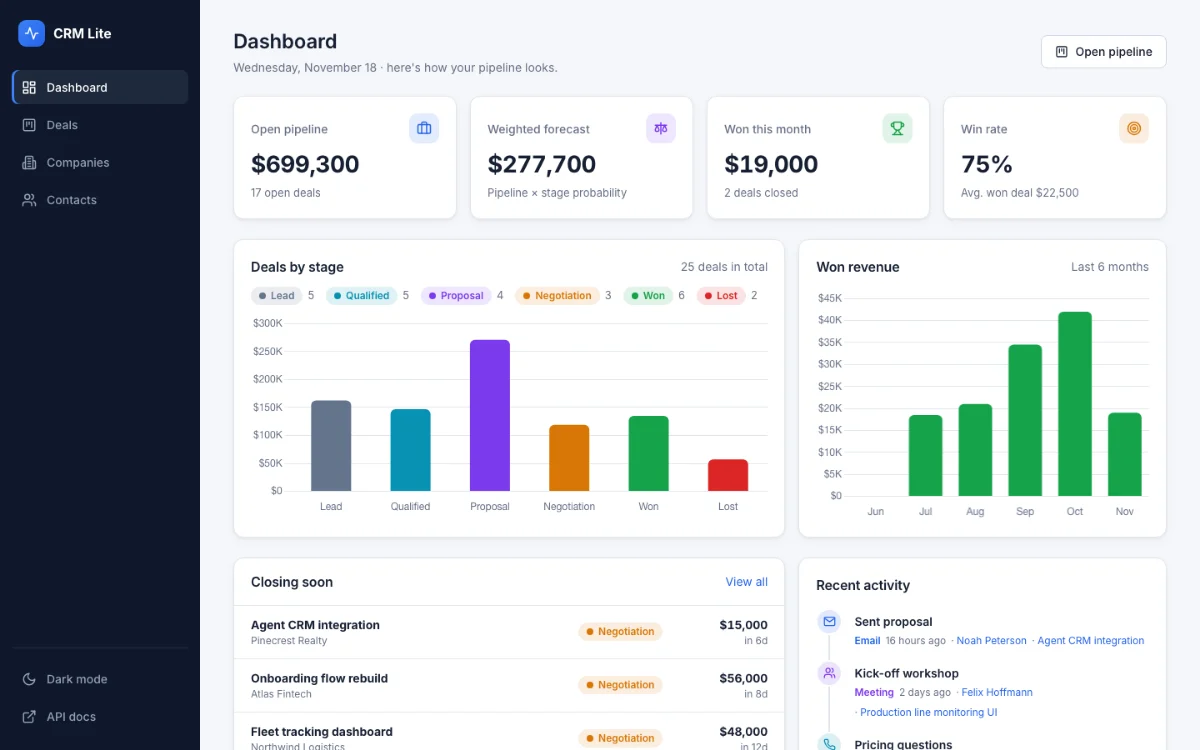 CRM Lite
Dashboard
Deals
Companies
Contacts
Dark mode
API docs
Dashboard
Wednesday, November 18 · here's how your pipeline looks.
Open pipeline
Open pipeline
$699,300
17 open deals
Weighted forecast
$277,700
Pipeline × stage probability
Won this month
$19,000
2 deals closed
Win rate
75%
Avg. won deal $22,500
Deals by stage
25 deals in total
Lead 5 Qualified 5 Proposal 4 Negotiation 3 Won 6 Lost 2
$300K
$250K
$200K
$150K
$100K
$50K
$0
Lead Qualified Proposal Negotiation Won Lost
Won revenue
Last 6 months
$45K
$40K
$35K
$30K
$25K
$20K
$15K
$10K
$5K
$0
Jun Jul Aug Sep Oct Nov
Closing soon
View all
Agent CRM integration
Pinecrest Realty
Negotiation
$15,000
in 6d
Onboarding flow rebuild
Atlas Fintech
Negotiation
$56,000
in 8d
Fleet tracking dashboard
Northwind Logistics
Negotiation
$48,000
in 12d
Recent activity
Sent proposal
Email 16 hours ago · Noah Peterson · Agent CRM integration
Kick-off workshop
Meeting 2 days ago · Felix Hoffmann
· Production line monitoring UI
Pricing questions